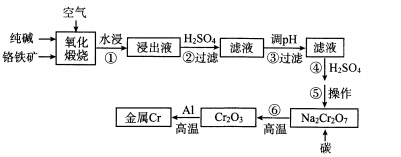 空气
纯碱
铬铁矿
氧化
煅烧
水浸
①
浸出液
H₂SO₄
②过滤
滤液
调pH
③过滤
滤液
④
H₂SO₄
⑤
操作
Na₂Cr₂O₇
碳
⑥
高温
Cr₂O₃
Al
高温
金属Cr